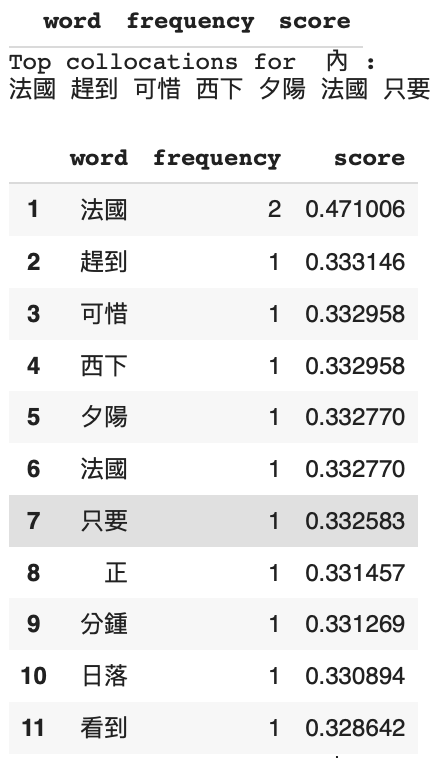 word frequency score
Top collocations for 內 :
法國 趕到 可惜 西下 夕陽 法國 只要
word frequency score
1 法國 2 0.471006
2 趕到 1 0.333146
3 可惜 1 0.332958
4 西下 1 0.332958
5 夕陽 1 0.332770
6 法國 1 0.332770
7 只要 1 0.332583
8 正 1 0.331457
9 分鍾 1 0.331269
10 日落 1 0.330894
11 看到 1 0.328642